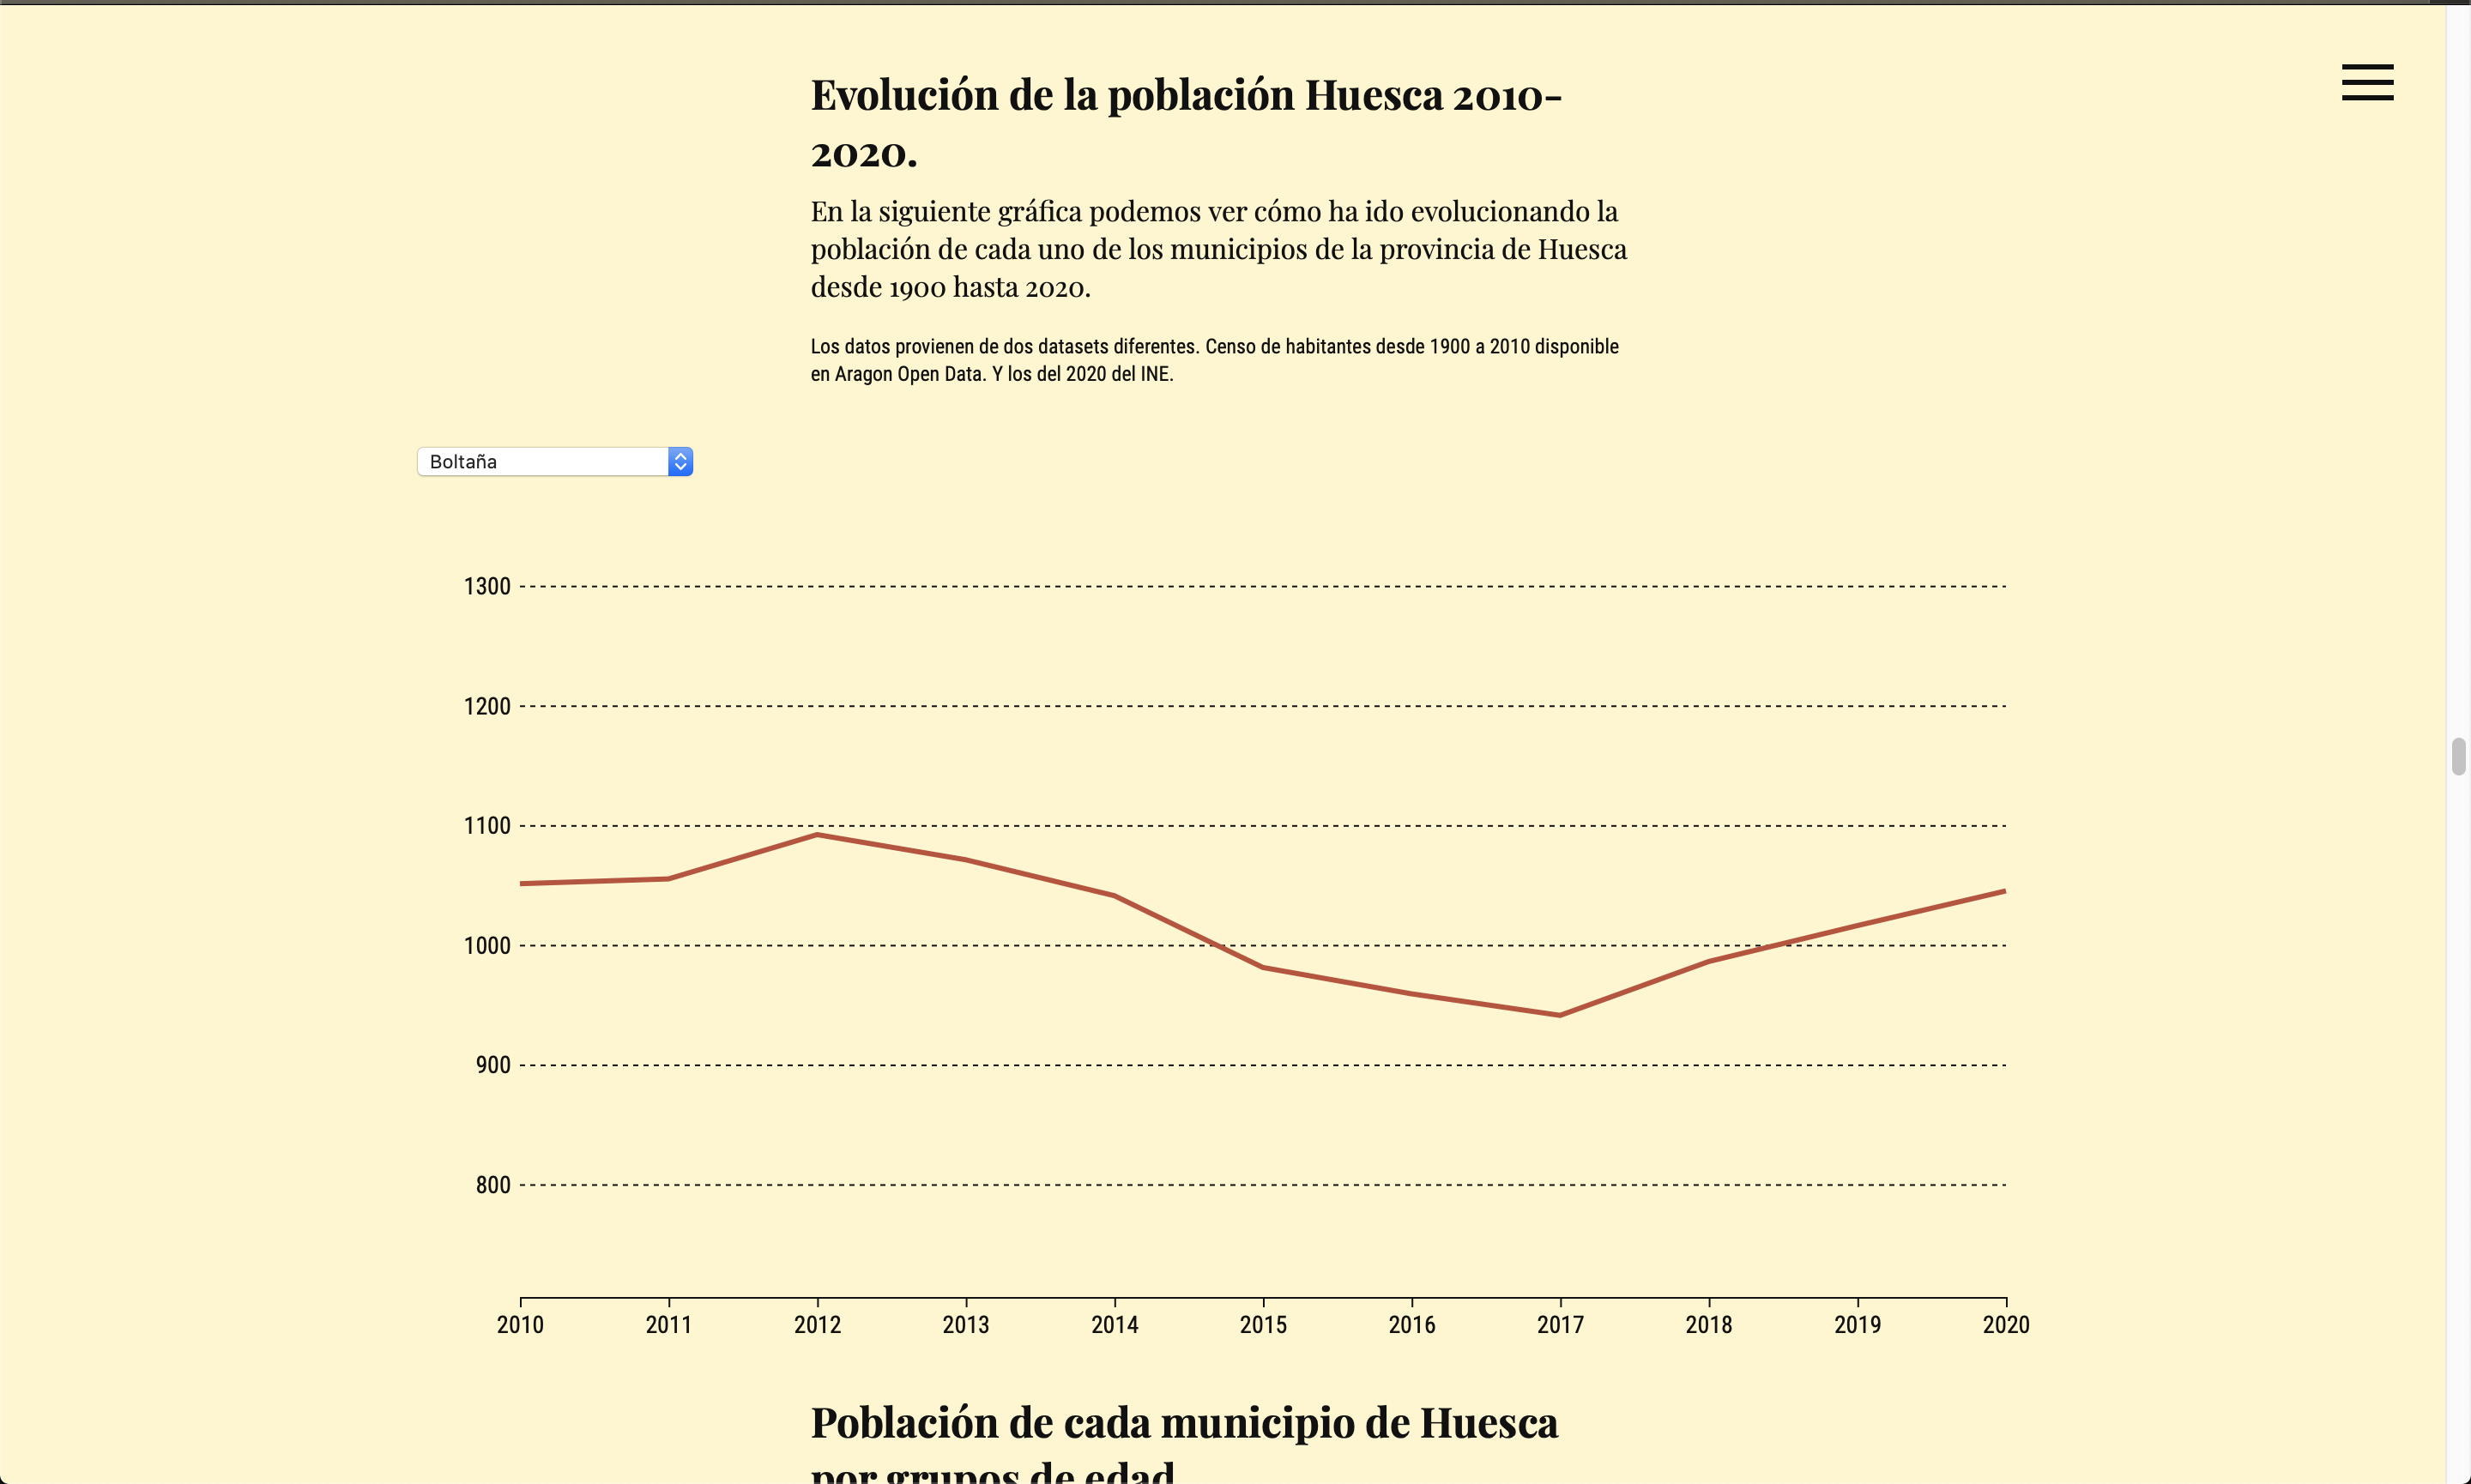 Evolución de la población Huesca 2010-
2020.
En la siguiente gráfica podemos ver cómo ha ido evolucionando la
población de cada uno de los municipios de la provincia de Huesca
desde 1900 hasta 2020.
Los datos provienen de dos datasets diferentes. Censo de habitantes desde 1900 a 2010 disponible
en Aragon Open Data. Y los del 2020 del INE.
Boltaña
1300
1200
1100
1000
900
800
2010 2011 2012 2013 2014 2015 2016 2017 2018 2019 2020
Población de cada municipio de Huesca
por grupos de edad